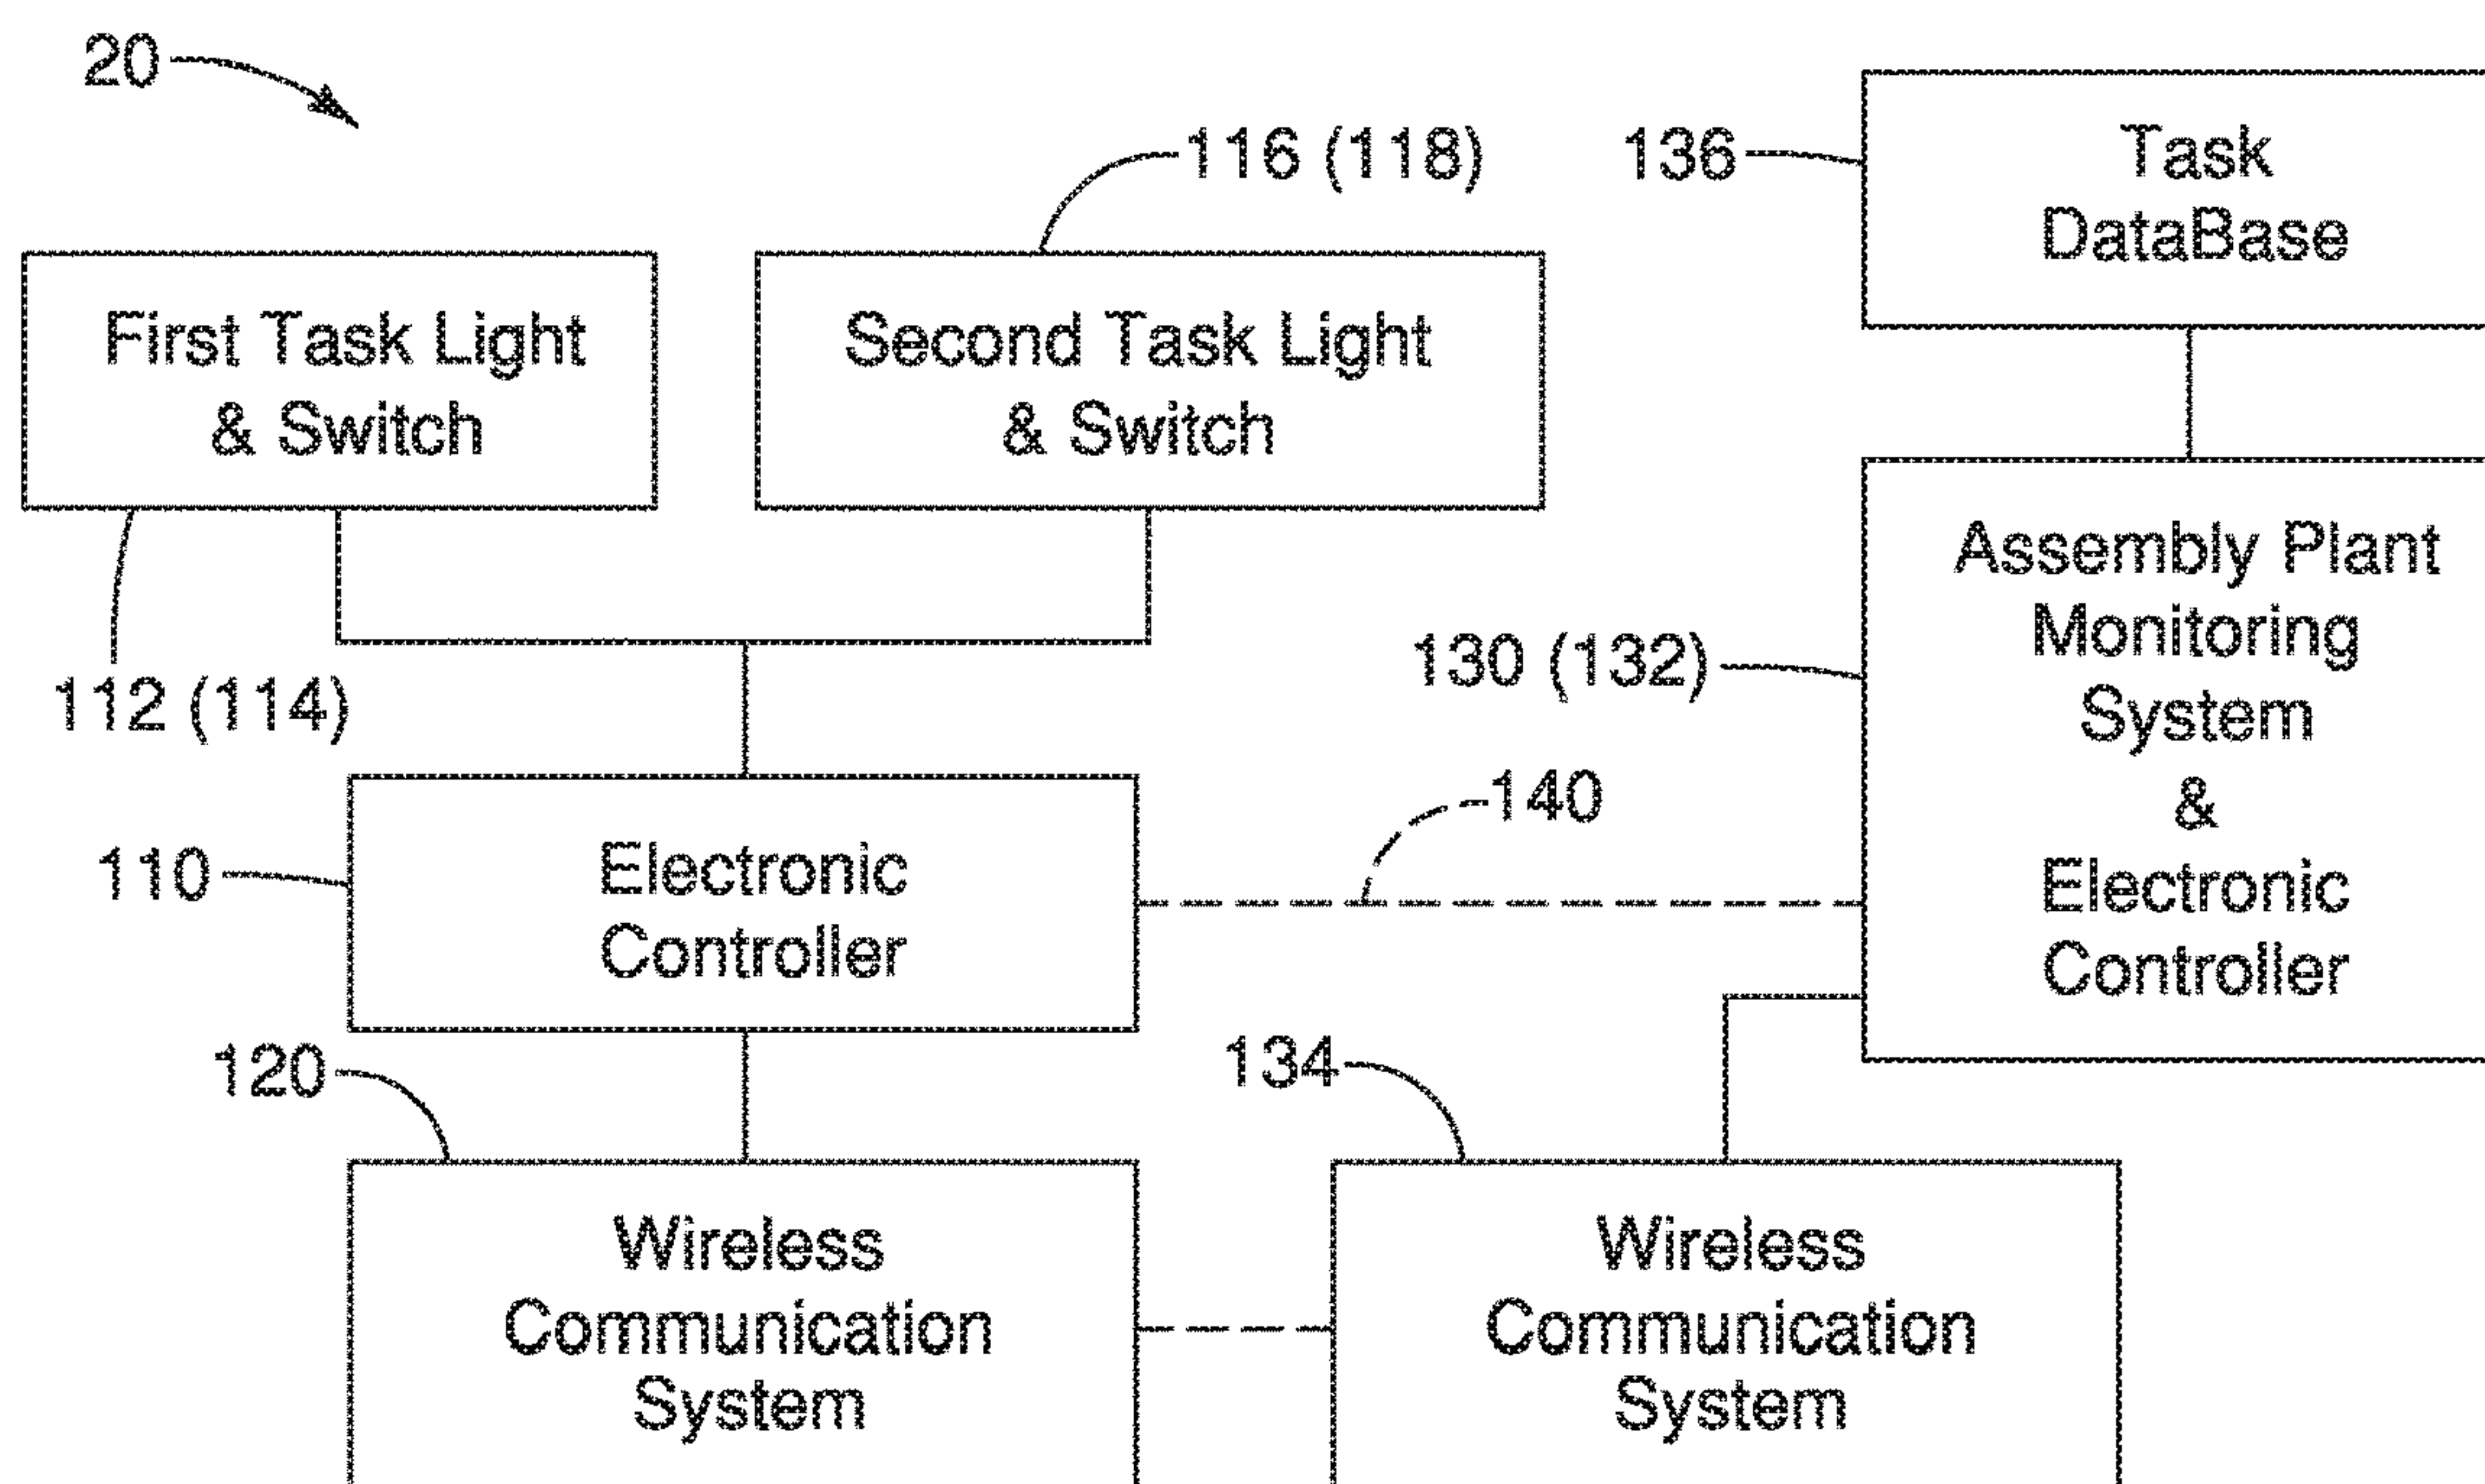 20
116 (118)
136
Task
DataBase
First Task Light
& Switch
Second Task Light
& Switch
112 (114)
130 (132)
Assembly Plant
Monitoring
System
&
Electronic
Controller
140
110
Electronic
Controller
120
134
Wireless
Communication
System
Wireless
Communication
System